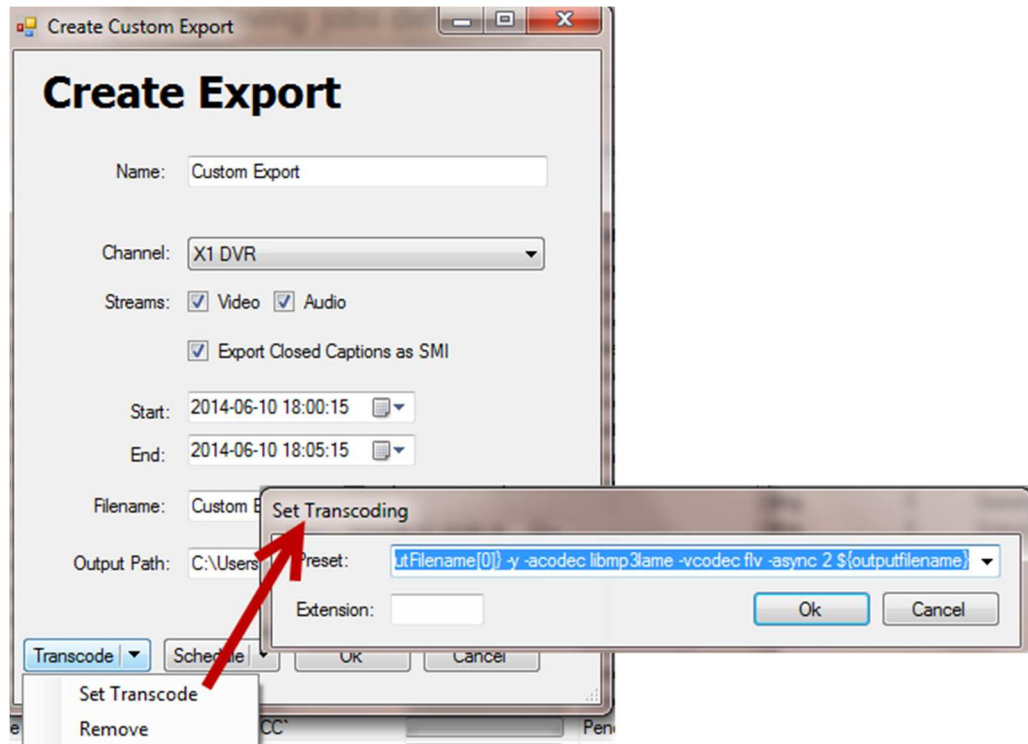 Create Custom Export
Create Export
Name: Custom Export
Channel: X1 DVR
Streams: Video Audio
Export Closed Captions as SMI
Start: 2014-06-10 18:00:15
End: 2014-06-10 18:05:15
Filename: Custom E
Output Path: C:\Users
Set Transcoding
Preset: utFilename[0]} -y -acodec libmp3lame -vcodec flv -async 2 ${outputfilename}
Extension:
Ok Cancel
Transcode Schedule Ok Cancel
Set Transcode
Remove
CC`
Pen